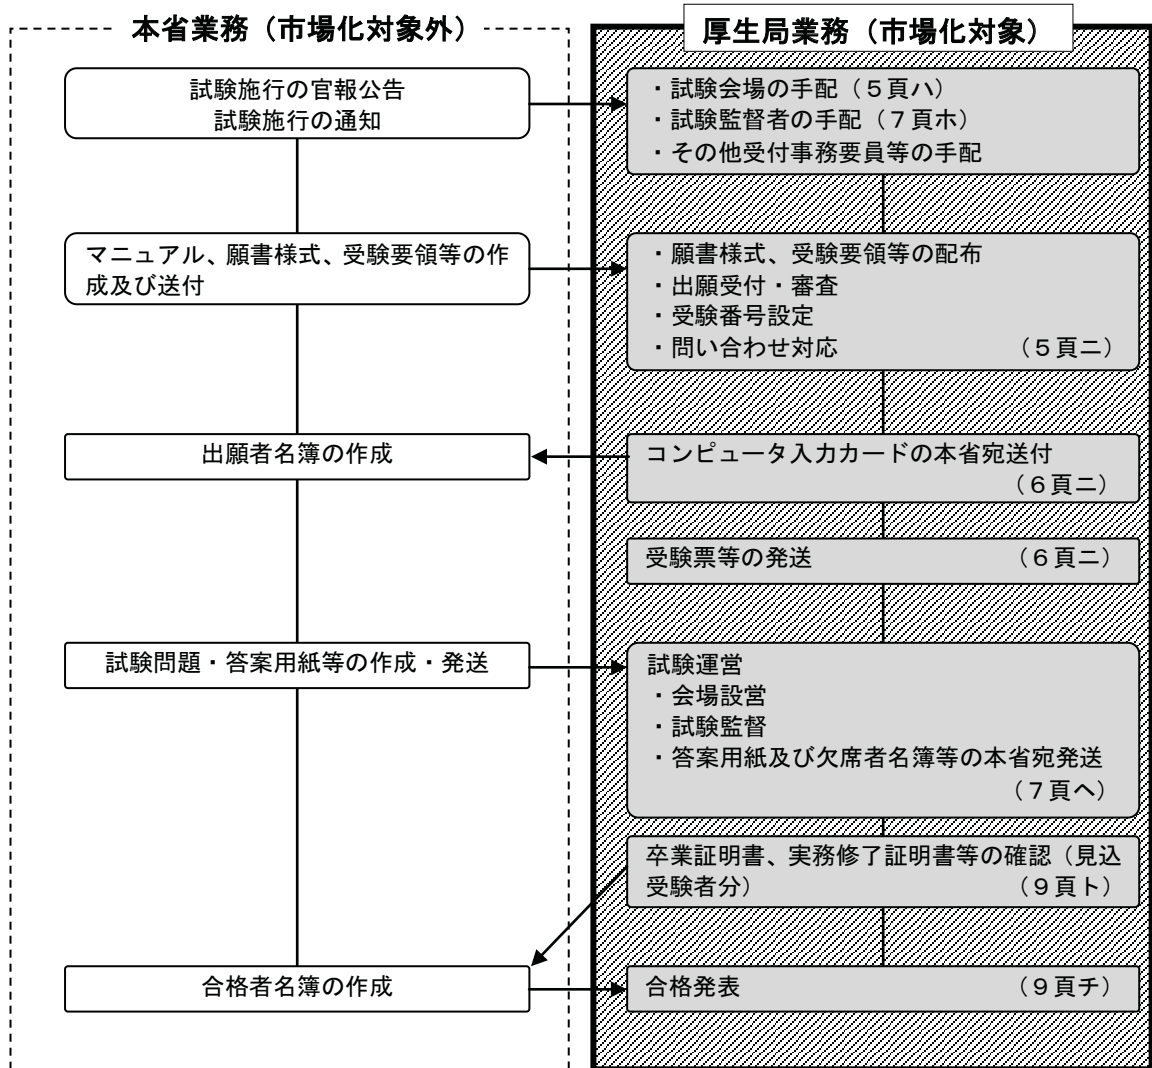 本省業務（市場化対象外）
厚生局業務（市場化対象）
試験施行の官報公告
試験施行の通知
・試験会場の手配（５頁ハ）
・試験監督者の手配（７頁ホ）
・その他受付事務要員等の手配
マニュアル、願書様式、受験要領等の作
成及び送付
・願書様式、受験要領等の配布
・出願受付・審査
・受験番号設定
・問い合わせ対応　（５頁ニ）
出願者名簿の作成
コンピュータ入力カードの本省宛送付
（６頁ニ）
受験票等の発送　（６頁ニ）
試験問題・答案用紙等の作成・発送
試験運営
・会場設営
・試験監督
・答案用紙及び欠席者名簿等の本省宛発送
（７頁ヘ）
卒業証明書、実務修了証明書等の確認（見込
受験者分）　（９頁ト）
合格者名簿の作成
合格発表　（９頁チ）